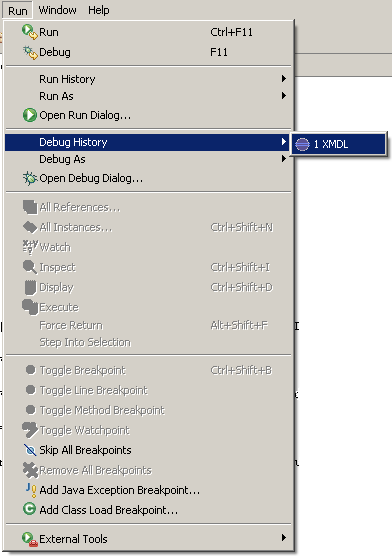 Run Window Help
Run Ctrl+F11
Debug F11
Run History
Run As
Open Run Dialog...
Debug History
1 XMDL
Debug As
Open Debug Dialog...
All References...
All Instances... Ctrl+Shift+N
Watch
Inspect Ctrl+Shift+I
Display Ctrl+Shift+D
Execute
Force Return Alt+Shift+F
Step Into Selection
Toggle Breakpoint Ctrl+Shift+B
Toggle Line Breakpoint
Toggle Method Breakpoint
Toggle Watchpoint
Skip All Breakpoints
Remove All Breakpoints
Add Java Exception Breakpoint...
Add Class Load Breakpoint...
External Tools